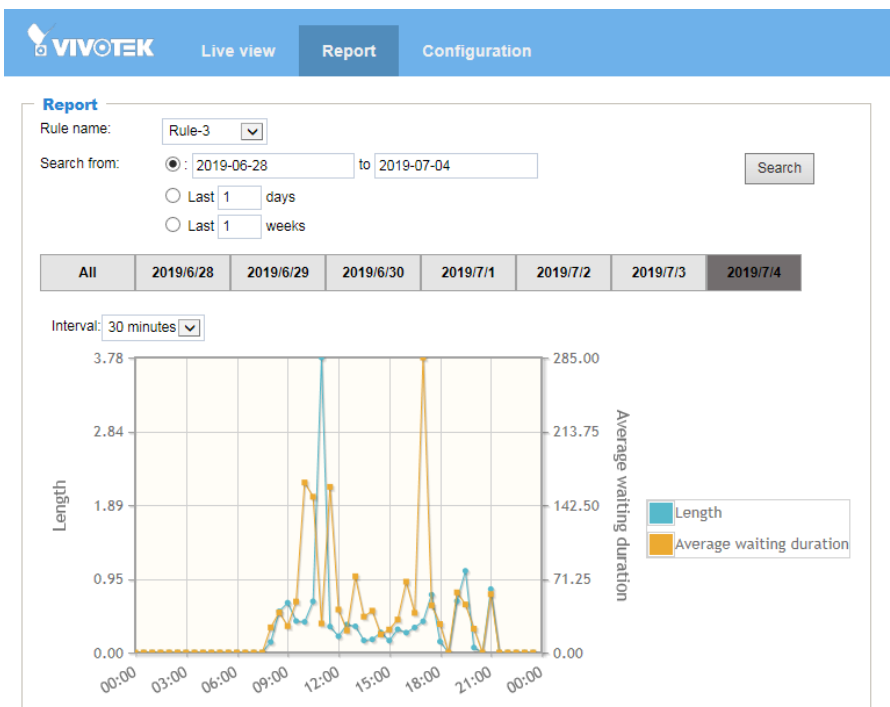 VIVOTEK Live view Report Configuration
Report
Rule name: Rule-3
Search from: : 2019-06-28 to 2019-07-04 Search
Last 1 days
Last 1 weeks
All 2019/6/28 2019/6/29 2019/6/30 2019/7/1 2019/7/2 2019/7/3 2019/7/4
Interval: 30 minutes
3.78 285.00
2.84 213.75
1.89 142.50
0.95 71.25
0.00 0.00
Length
Average waiting duration
Length
Average waiting duration
00:00 03:00 06:00 09:00 12:00 15:00 18:00 21:00 00:00